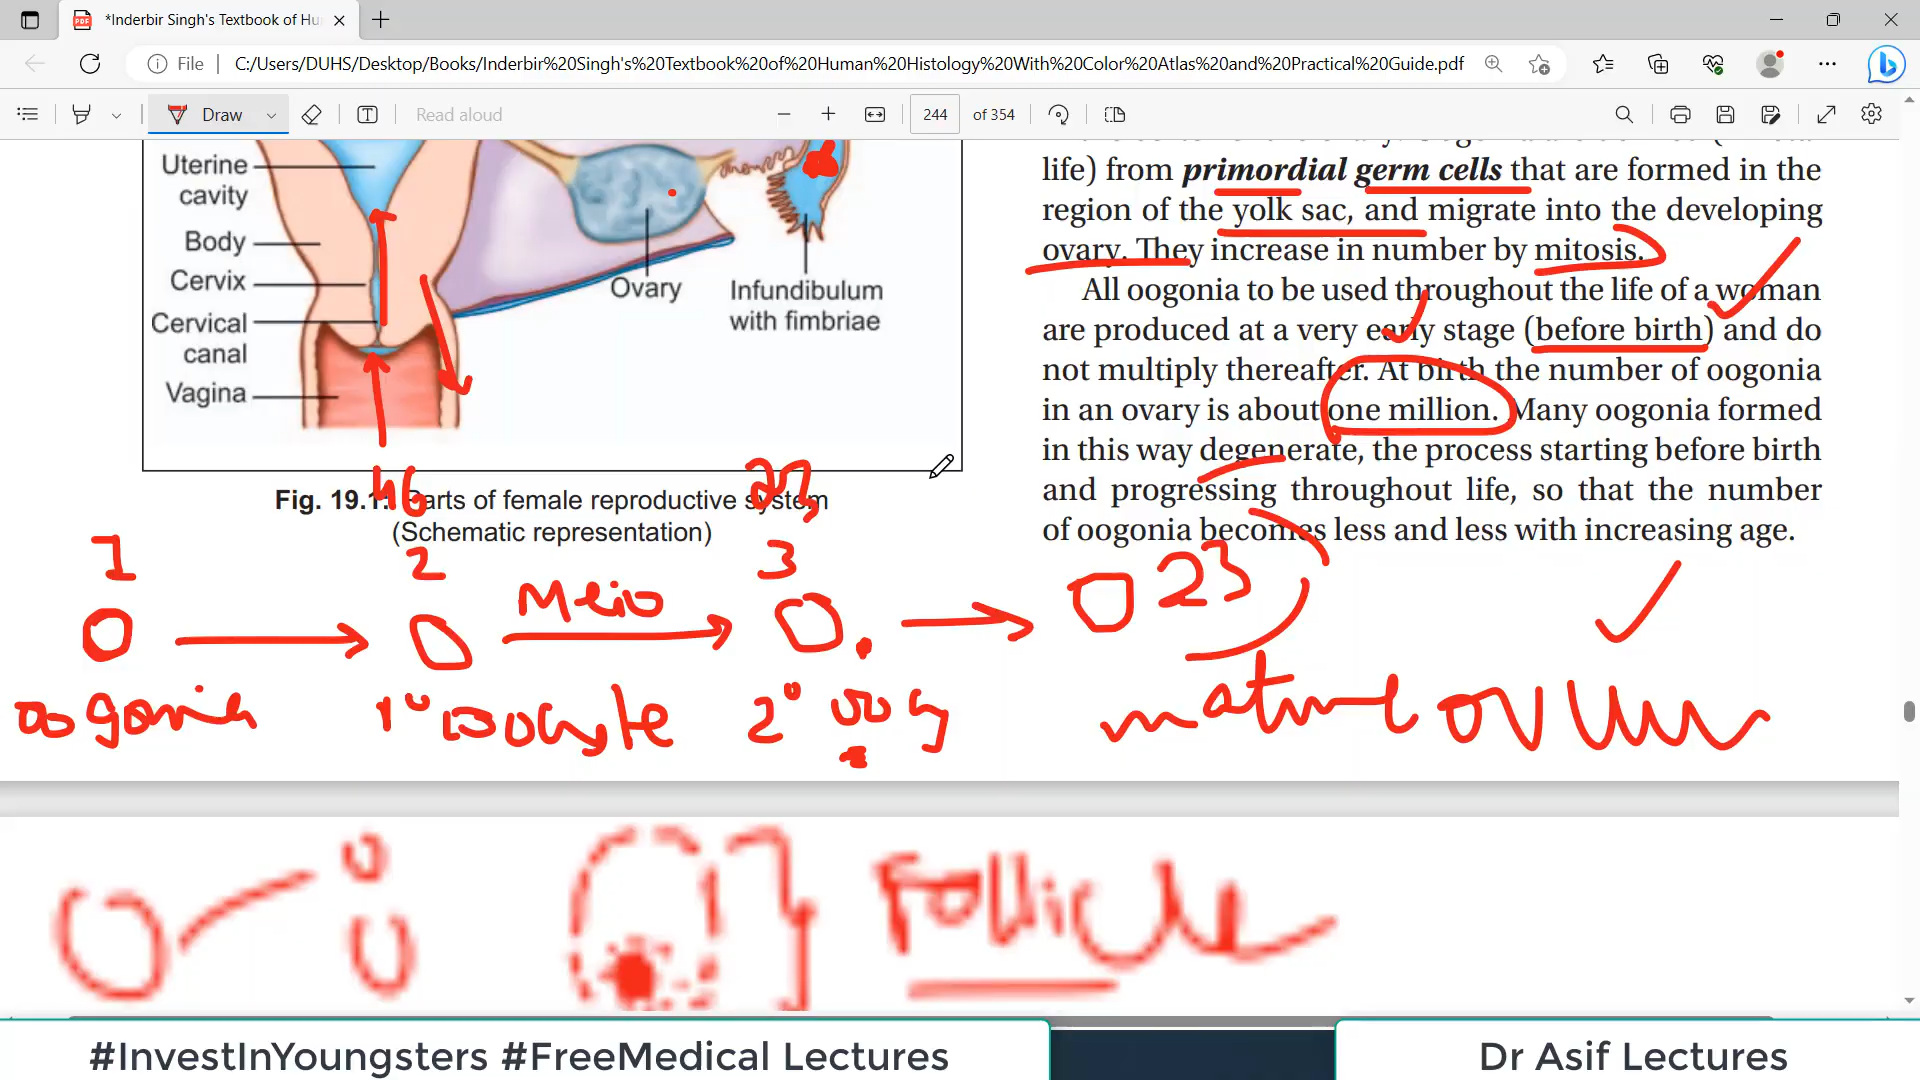 *Inderbir Singh's Textbook of Hu
File
C:/Users/DUHS/Desktop/Books/Inderbir%20Singh's%20Textbook%20of%20Human%20Histology%20With%20Color%20Atlas%20and%20Practical%20Guide.pdf
Draw
Read aloud
244
of 354
Uterine
cavity
Body
Cervix
Cervical
canal
Vagina
Ovary
Infundibulum
with fimbriae
Fig. 19.1: Parts of female reproductive system
(Schematic representation)
life) from primordial germ cells that are formed in the
region of the yolk sac, and migrate into the developing
ovary. They increase in number by mitosis.
All oogonia to be used throughout the life of a woman
are produced at a very early stage (before birth) and do
not multiply thereafter. At birth the number of oogonia
in an ovary is about one million. Many oogonia formed
in this way degenerate, the process starting before birth
and progressing throughout life, so that the number
of oogonia becomes less and less with increasing age.
46
23
1
2
3
Meio
23
oogonia
1° oocyte
2° oocy
mature ovum
Follicle
#InvestInYoungsters #FreeMedical Lectures
Dr Asif Lectures